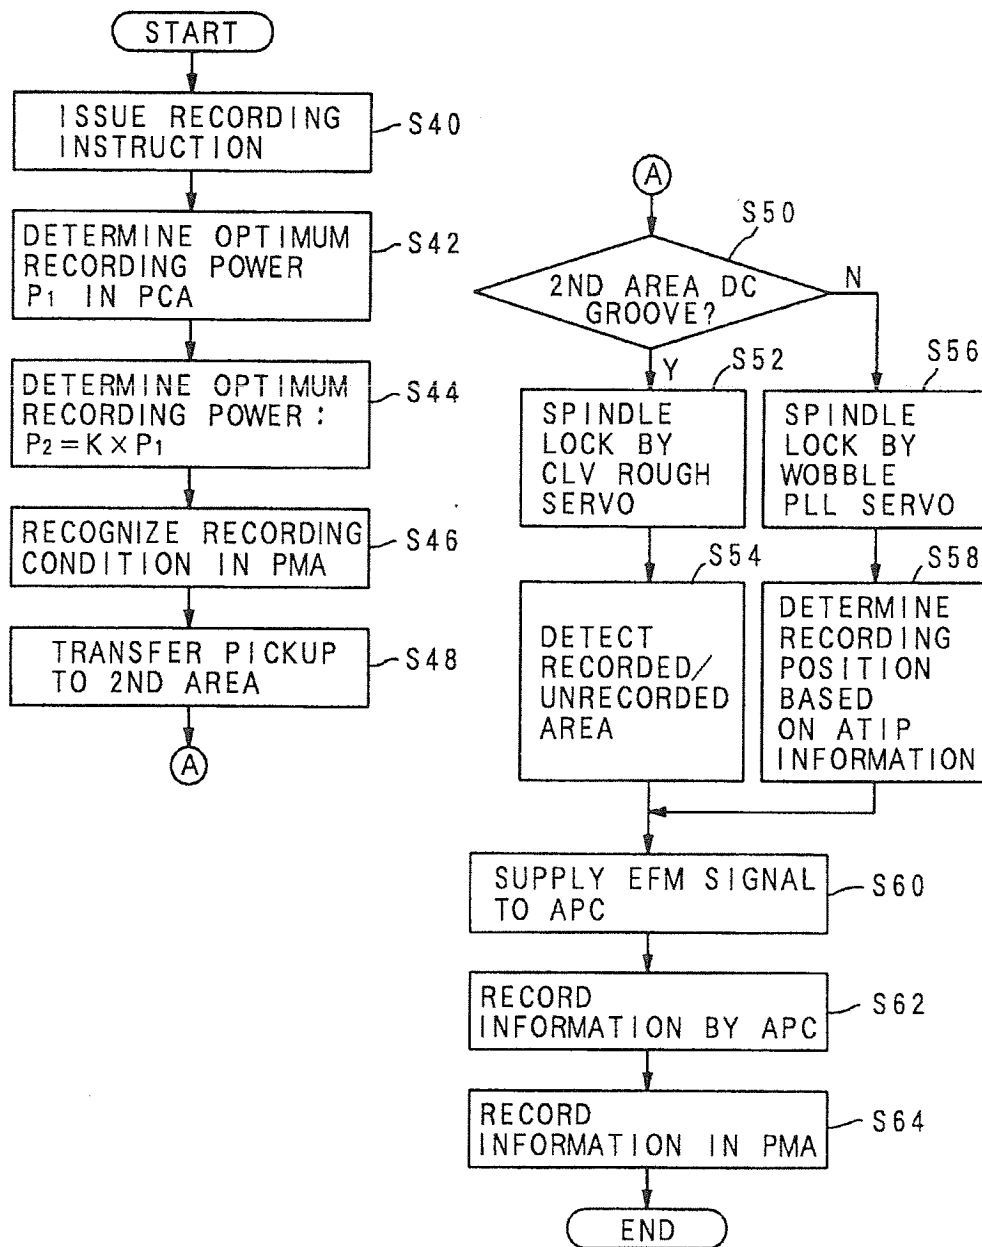 START
ISSUE RECORDING
INSTRUCTION
S40
DETERMINE OPTIMUM
RECORDING POWER
P1 IN PCA
S42
DETERMINE OPTIMUM
RECORDING POWER :
P2 = K × P1
S44
RECOGNIZE RECORDING
CONDITION IN PMA
S46
TRANSFER PICKUP
TO 2ND AREA
S48
A
A
S50
2ND AREA DC
GROOVE?
N
Y
S52
SPINDLE
LOCK BY
CLV ROUGH
SERVO
S56
SPINDLE
LOCK BY
WOBBLE
PLL SERVO
S54
DETECT
RECORDED/
UNRECORDED
AREA
S58
DETERMINE
RECORDING
POSITION
BASED
ON ATIP
INFORMATION
SUPPLY EFM SIGNAL
TO APC
S60
RECORD
INFORMATION BY APC
S62
RECORD
INFORMATION IN PMA
S64
END